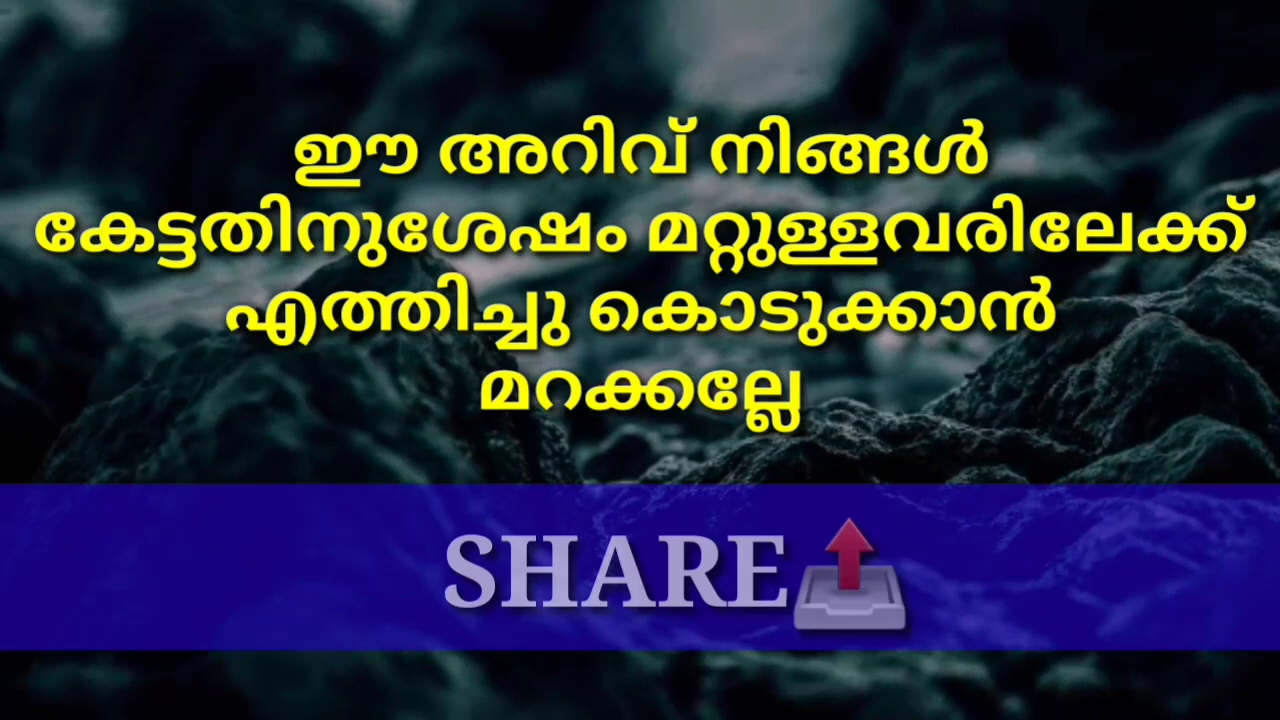 ഈ അറിവ് നിങ്ങൾ
കേട്ടതിനുശേഷം മറ്റുള്ളവരിലേക്ക്
എത്തിച്ചു കൊടുക്കാൻ
മറക്കല്ലേ
SHARE